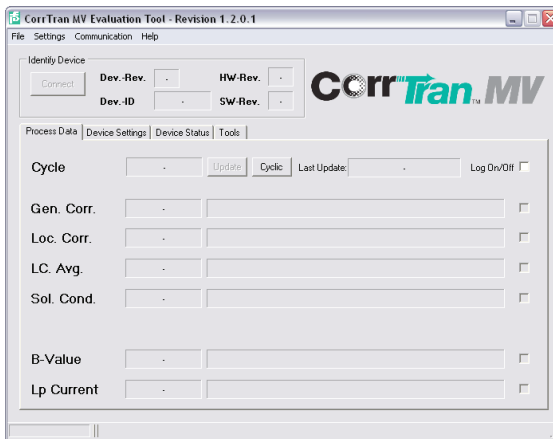 CorrTran MV Evaluation Tool - Revision 1.2.0.1
File Settings Communication Help
Identify Device
Connect Dev.-Rev. - HW-Rev. -
Dev.-ID - SW-Rev. -
CorrTran™ MV
Process Data Device Settings Device Status Tools
Cycle - Update Cyclic Last Update: - Log On/Off
Gen. Corr. -
Loc. Corr. -
LC. Avg. -
Sol. Cond. -
B-Value -
Lp Current -